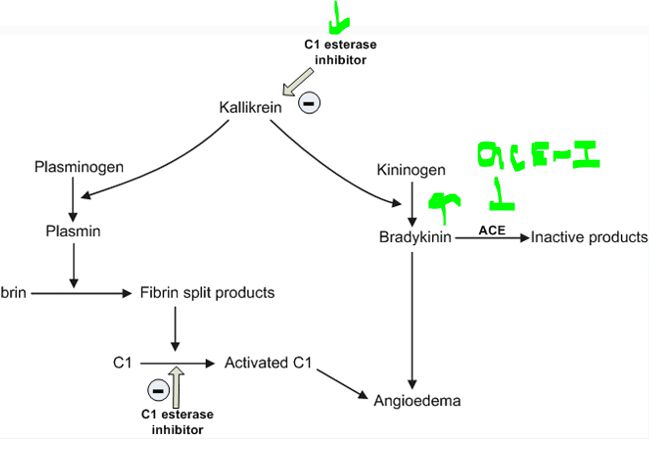 C1 esterase
inhibitor
Kallikrein
Plasminogen
Kininogen
ACE-I
Plasmin
Bradykinin
ACE
Inactive products
brin
Fibrin split products
C1
Activated C1
Angioedema
C1 esterase
inhibitor